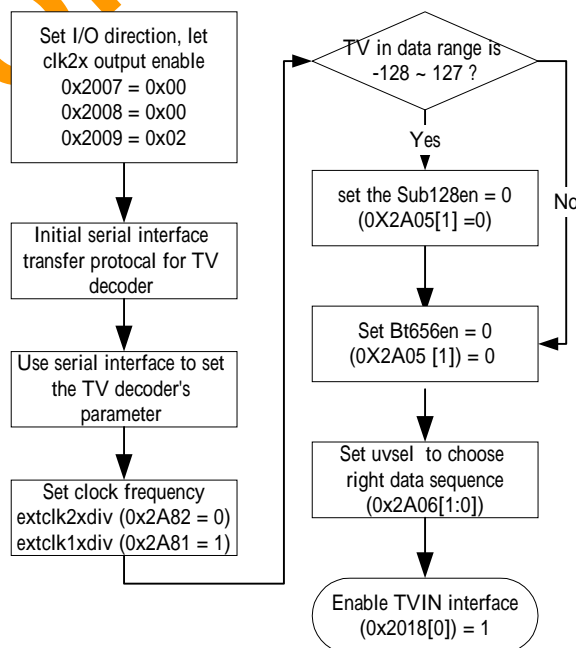 Set I/O direction, let
clk2x output enable
0x2007 = 0x00
0x2008 = 0x00
0x2009 = 0x02
Initial serial interface
transfer protocal for TV
decoder
Use serial interface to set
the TV decoder's
parameter
Set clock frequency
extclk2xdiv (0x2A82 = 0)
extclk1xdiv (0x2A81 = 1)
TV in data range is
-128 ~ 127 ?
Yes
No
set the Sub128en = 0
(0X2A05[1] =0)
Set Bt656en = 0
(0X2A05 [1]) = 0
Set uvsel to choose
right data sequence
(0x2A06[1:0])
Enable TVIN interface
(0x2018[0]) = 1